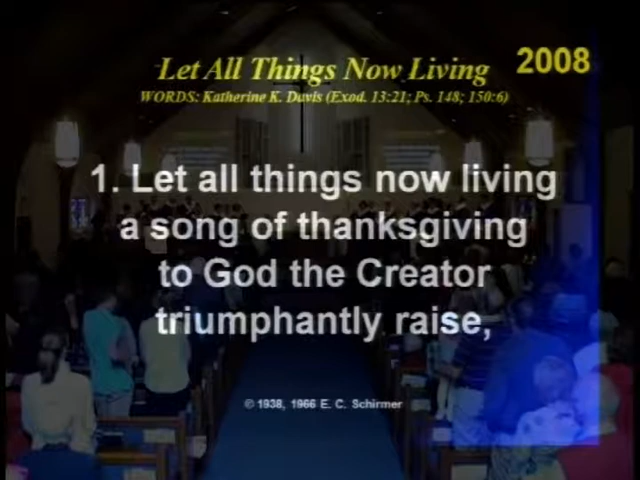 Let All Things Now Living
2008
WORDS: Katherine K. Davis (Exod. 13:21; Ps. 148; 150:6)
1. Let all things now living
a song of thanksgiving
to God the Creator
triumphantly raise,
© 1938, 1966 E. C. Schirmer